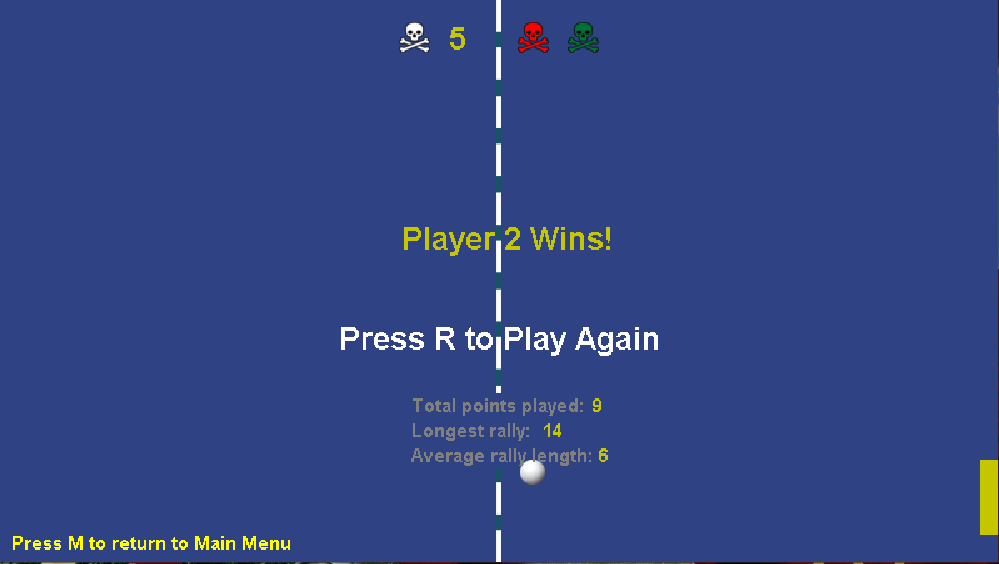 5
Player 2 Wins!
Press R to Play Again
Total points played: 9
Longest rally: 14
Average rally length: 6
Press M to return to Main Menu